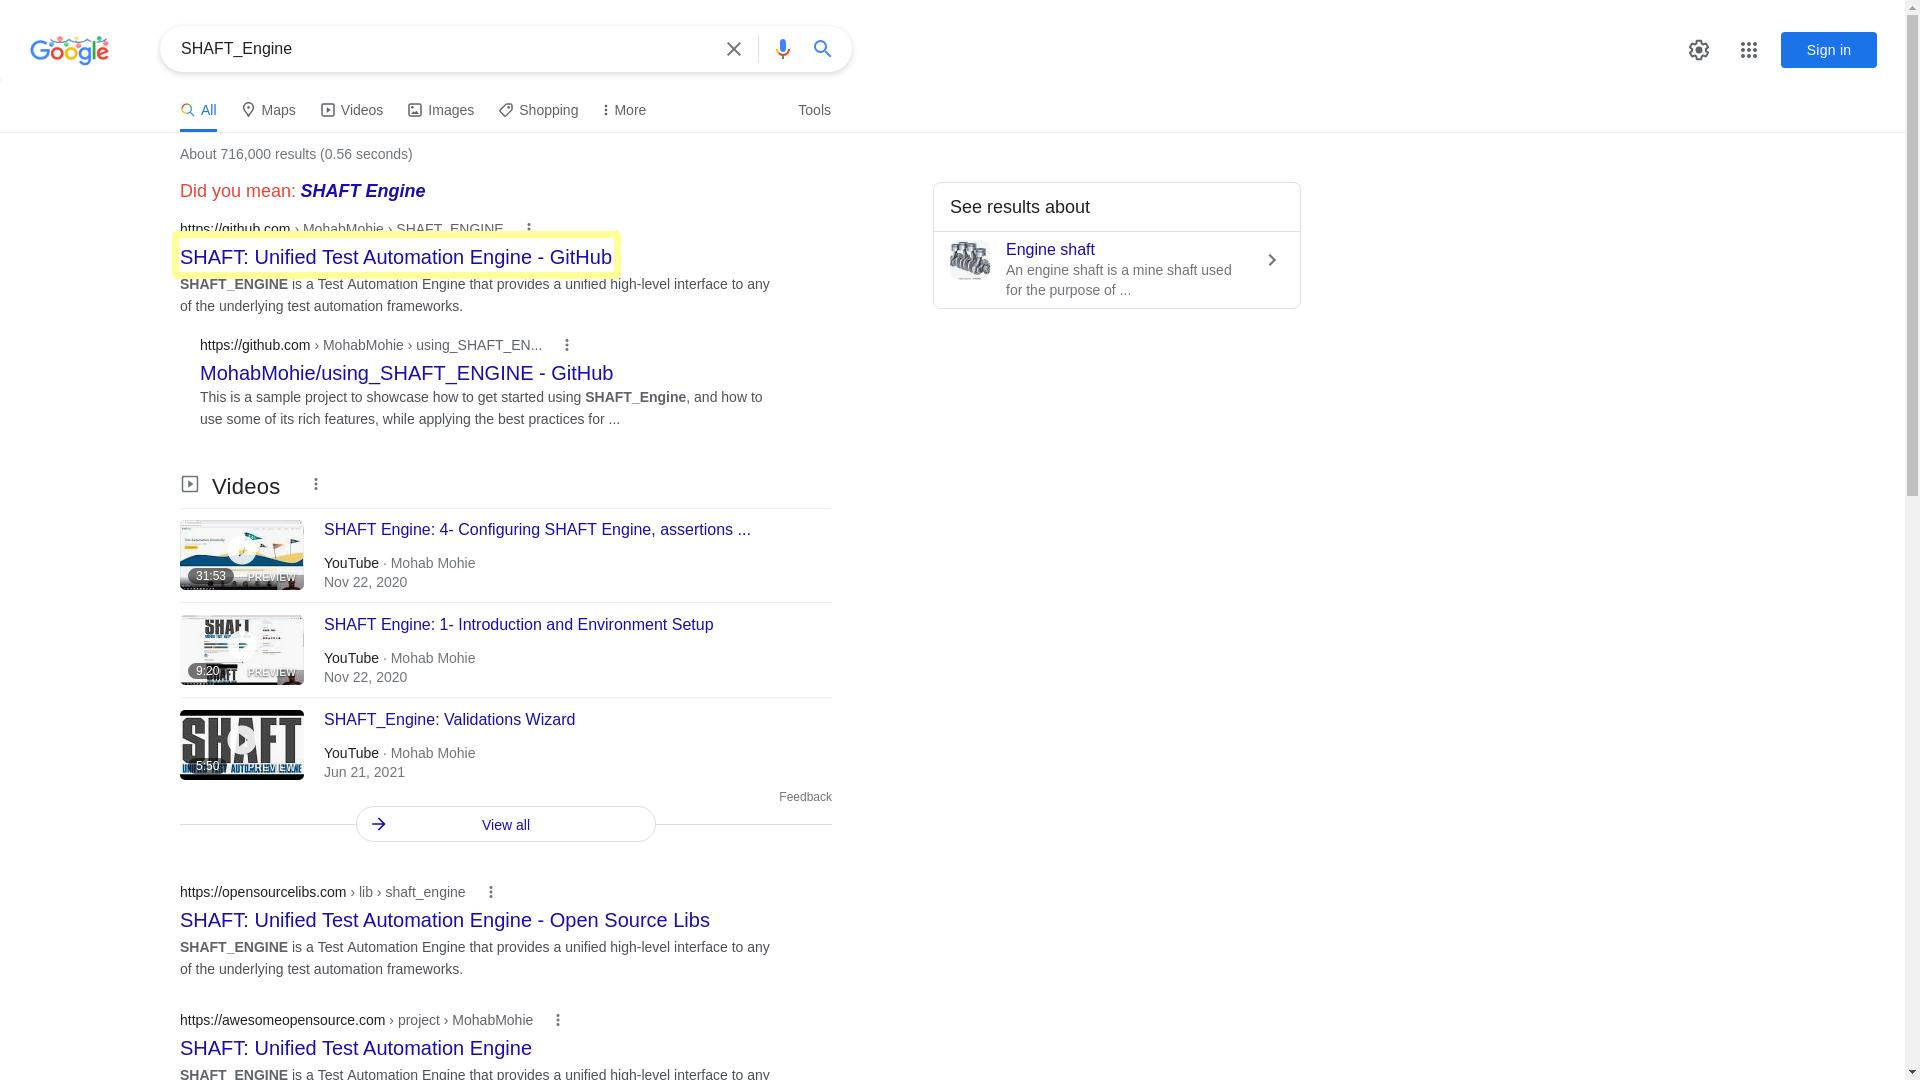 Google
SHAFT_Engine
Sign in
All
Maps
Videos
Images
Shopping
More
Tools
About 716,000 results (0.56 seconds)
Did you mean: SHAFT Engine
https://github.com › MohabMohie › SHAFT_ENGINE
SHAFT: Unified Test Automation Engine - GitHub
SHAFT_ENGINE is a Test Automation Engine that provides a unified high-level interface to any
of the underlying test automation frameworks.
See results about
Engine shaft
An engine shaft is a mine shaft used
for the purpose of ...
https://github.com › MohabMohie › using_SHAFT_EN...
MohabMohie/using_SHAFT_ENGINE - GitHub
This is a sample project to showcase how to get started using SHAFT_Engine, and how to
use some of its rich features, while applying the best practices for ...
Videos
31:53
PREVIEW
SHAFT Engine: 4- Configuring SHAFT Engine, assertions ...
YouTube · Mohab Mohie
Nov 22, 2020
SHAFT
9:20
PREVIEW
SHAFT Engine: 1- Introduction and Environment Setup
YouTube · Mohab Mohie
Nov 22, 2020
SHAFT
5:50
PREVIEW
SHAFT_Engine: Validations Wizard
YouTube · Mohab Mohie
Jun 21, 2021
Feedback
View all
https://opensourcelibs.com › lib › shaft_engine
SHAFT: Unified Test Automation Engine - Open Source Libs
SHAFT_ENGINE is a Test Automation Engine that provides a unified high-level interface to any
of the underlying test automation frameworks.
https://awesomeopensource.com › project › MohabMohie
SHAFT: Unified Test Automation Engine
SHAFT_ENGINE is a Test Automation Engine that provides a unified high-level interface to any